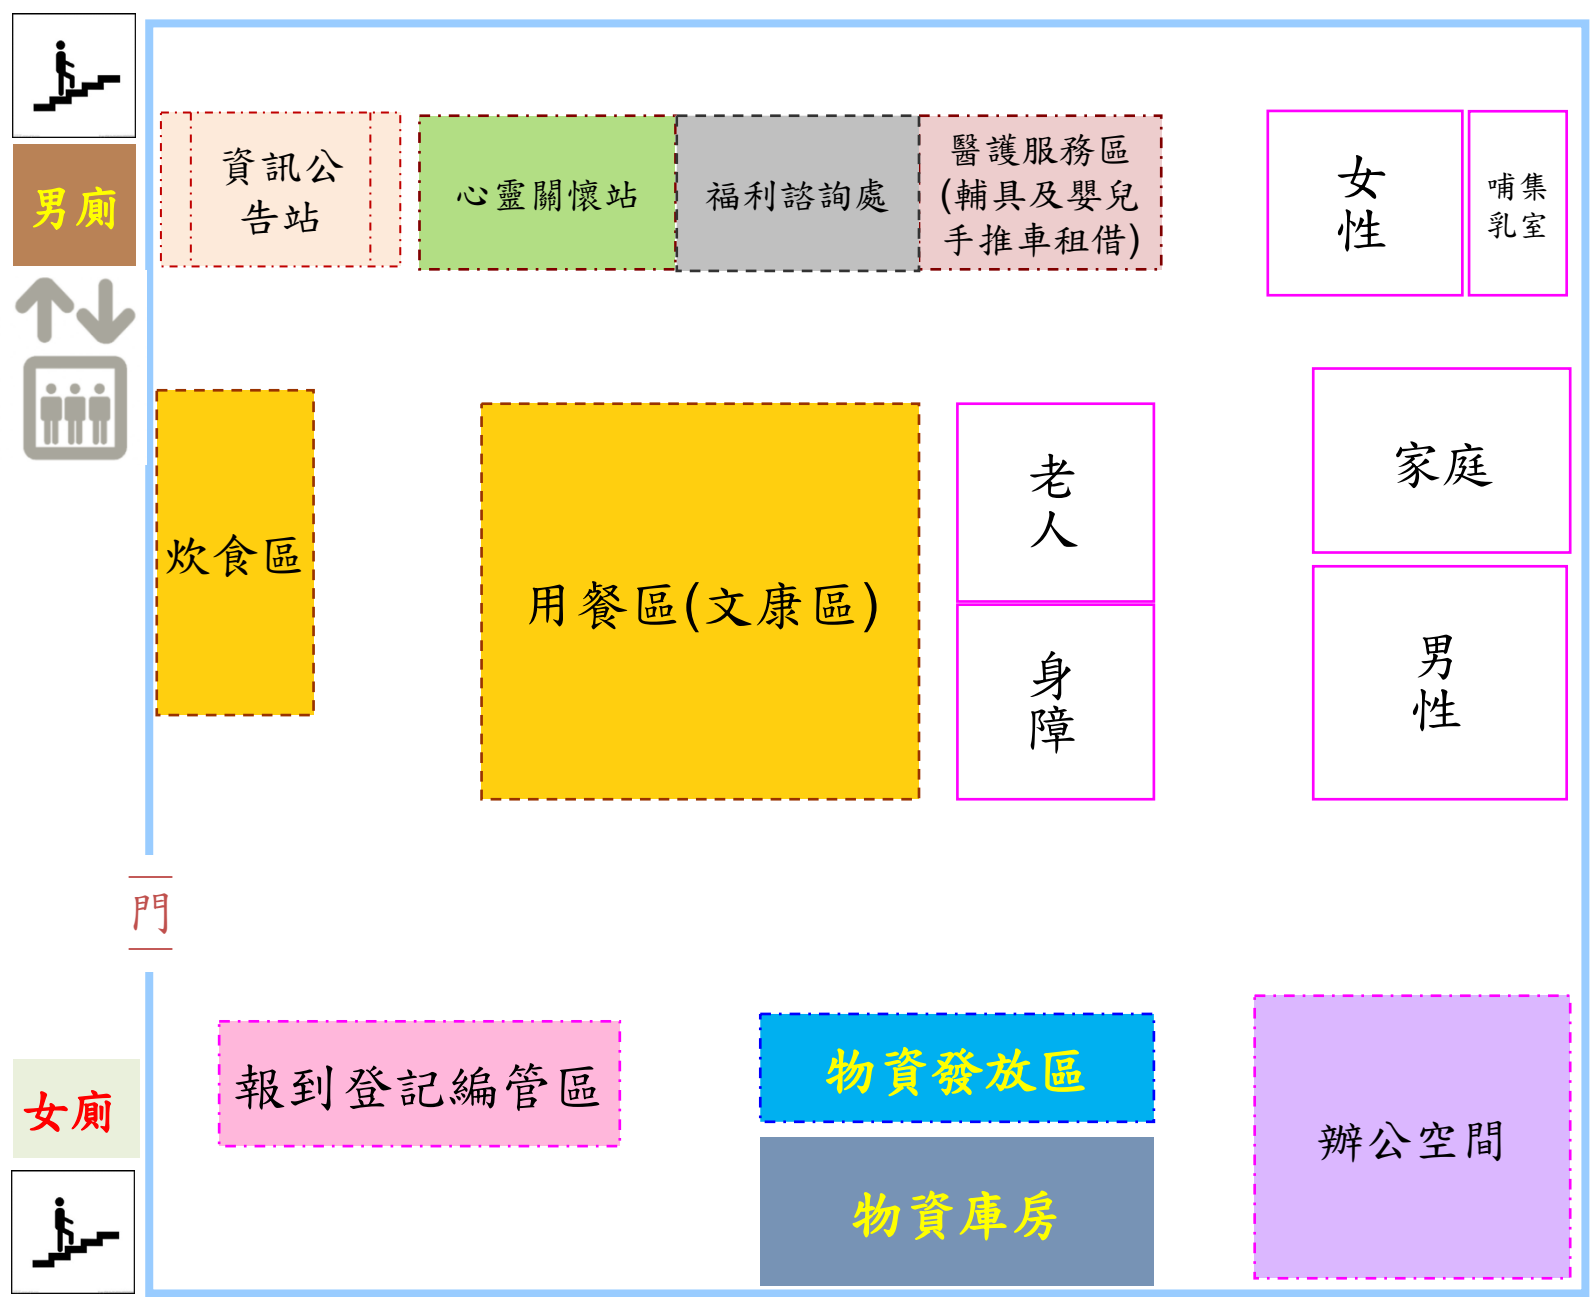 男廁
資訊公
告站
心靈關懷站
福利諮詢處
醫護服務區
(輔具及嬰兒
手推車租借)
女
性
哺集
乳室
炊食區
用餐區(文康區)
老
人
身
障
家庭
男
性
門
女廁
報到登記編管區
物資發放區
物資庫房
辦公空間